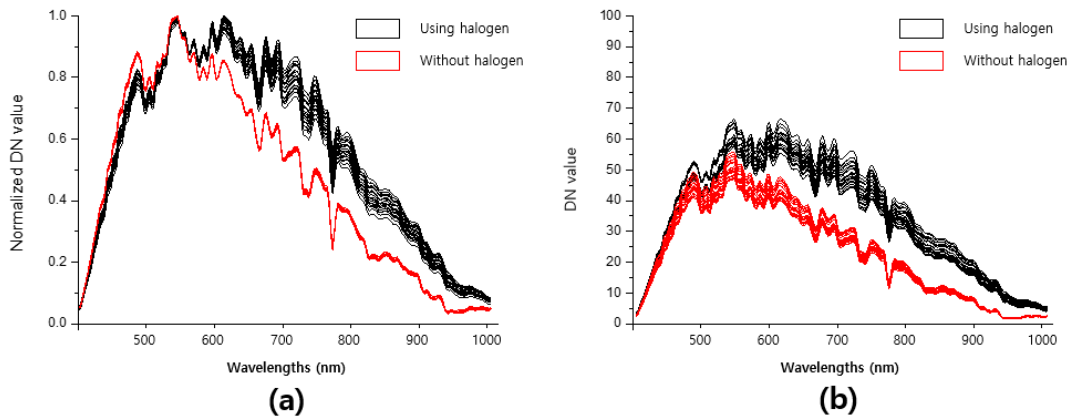 1.0
0.8
0.6
0.4
0.2
0.0
Normalized DN value
Using halogen
Without halogen
500 600 700 800 900 1000
Wavelengths (nm)
(a)
100
90
80
70
60
50
40
30
20
10
0
DN value
Using halogen
Without halogen
500 600 700 800 900 1000
Wavelengths (nm)
(b)